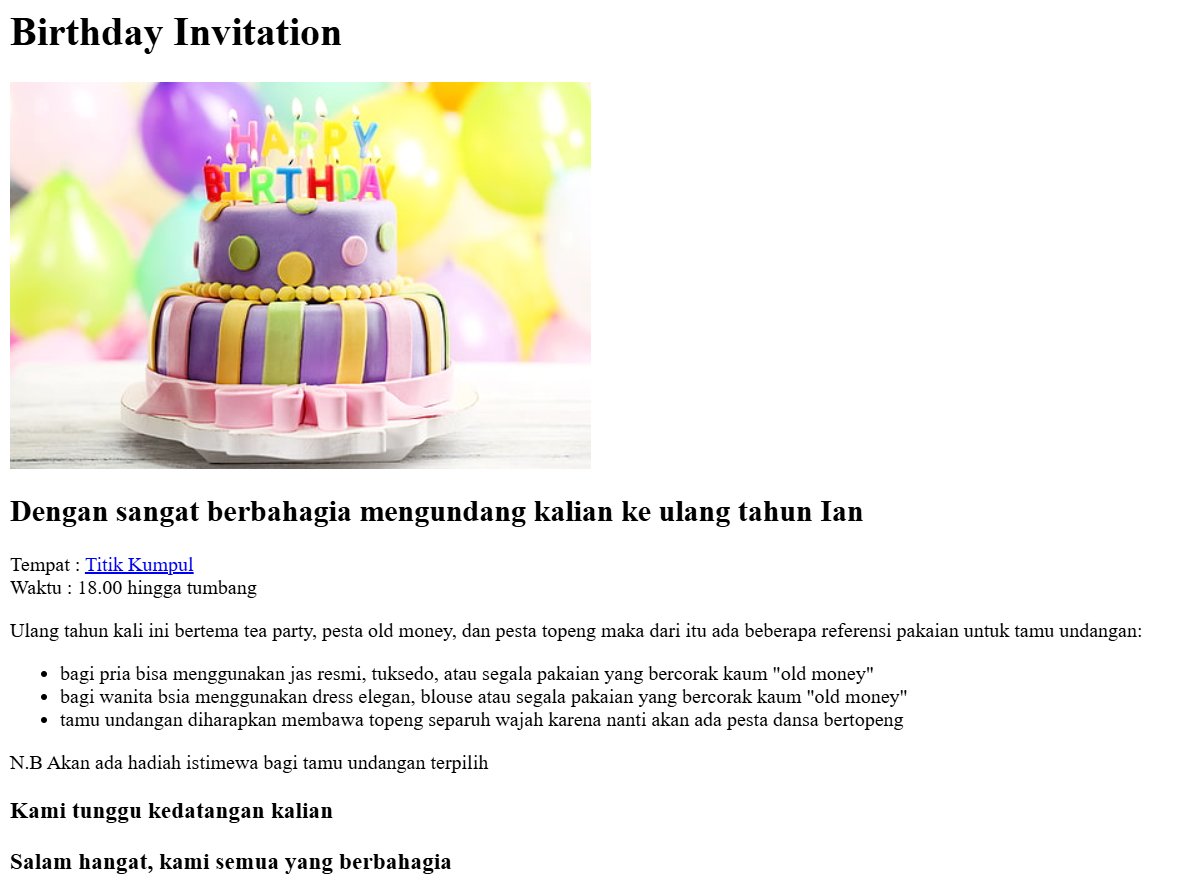 Birthday Invitation
HAPPY
BIRTHDAY
Dengan sangat berbahagia mengundang kalian ke ulang tahun Ian
Tempat : Titik Kumpul
Waktu : 18.00 hingga tumbang
Ulang tahun kali ini bertema tea party, pesta old money, dan pesta topeng maka dari itu ada beberapa referensi pakaian untuk tamu undangan:
• bagi pria bisa menggunakan jas resmi, tuksedo, atau segala pakaian yang bercorak kaum "old money"
• bagi wanita bsia menggunakan dress elegan, blouse atau segala pakaian yang bercorak kaum "old money"
• tamu undangan diharapkan membawa topeng separuh wajah karena nanti akan ada pesta dansa bertopeng
N.B Akan ada hadiah istimewa bagi tamu undangan terpilih
Kami tunggu kedatangan kalian
Salam hangat, kami semua yang berbahagia